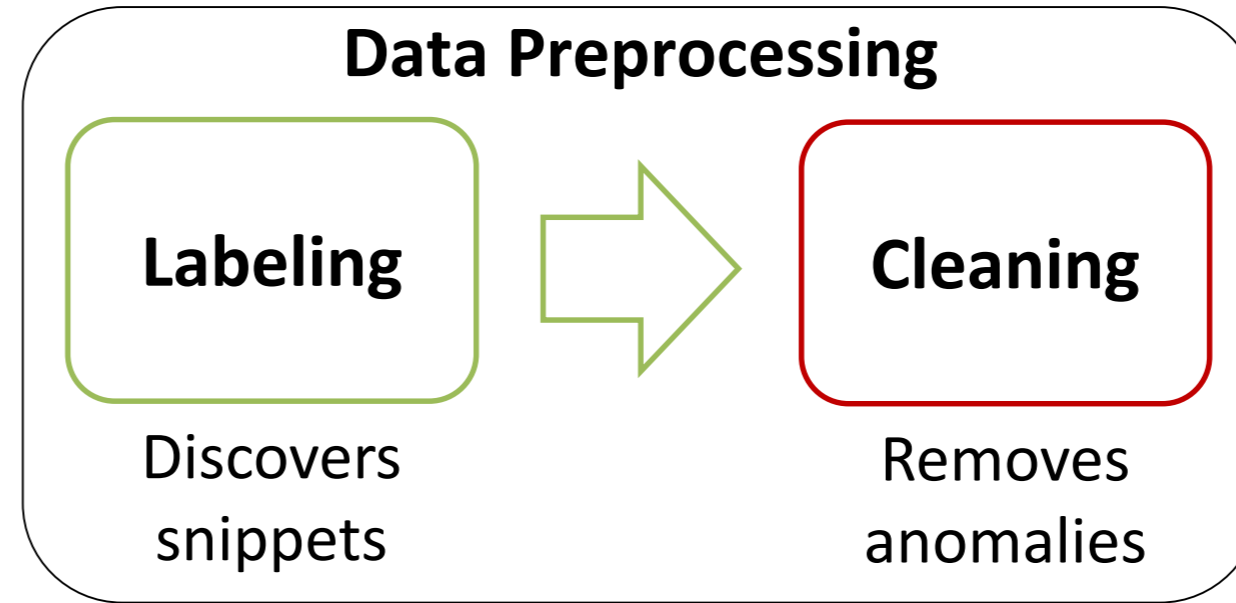 Data Preprocessing
Labeling
Cleaning
Discovers
snippets
Removes
anomalies